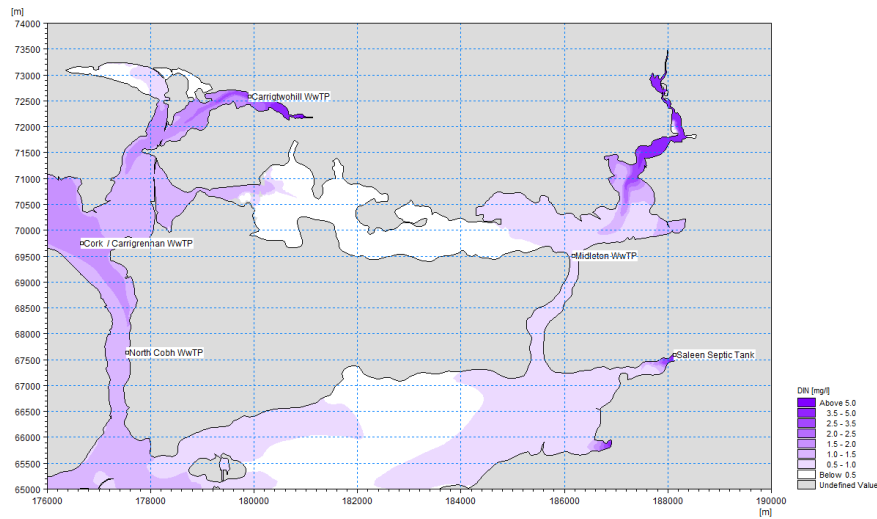 [m]
74000
73500
73000
72500
72000
71500
71000
70500
70000
69500
69000
68500
68000
67500
67000
66500
66000
65500
65000
Carrigtwohill WwTP
Cork / Carrigrennan WwTP
Midleton WwTP
North Cobh WwTP
Saleen Septic Tank
176000 178000 180000 182000 184000 186000 188000 190000
[m]
DIN [mg/l]
Above 5.0
3.5 - 5.0
2.5 - 3.5
2.0 - 2.5
1.5 - 2.0
1.0 - 1.5
0.5 - 1.0
Below 0.5
Undefined Value